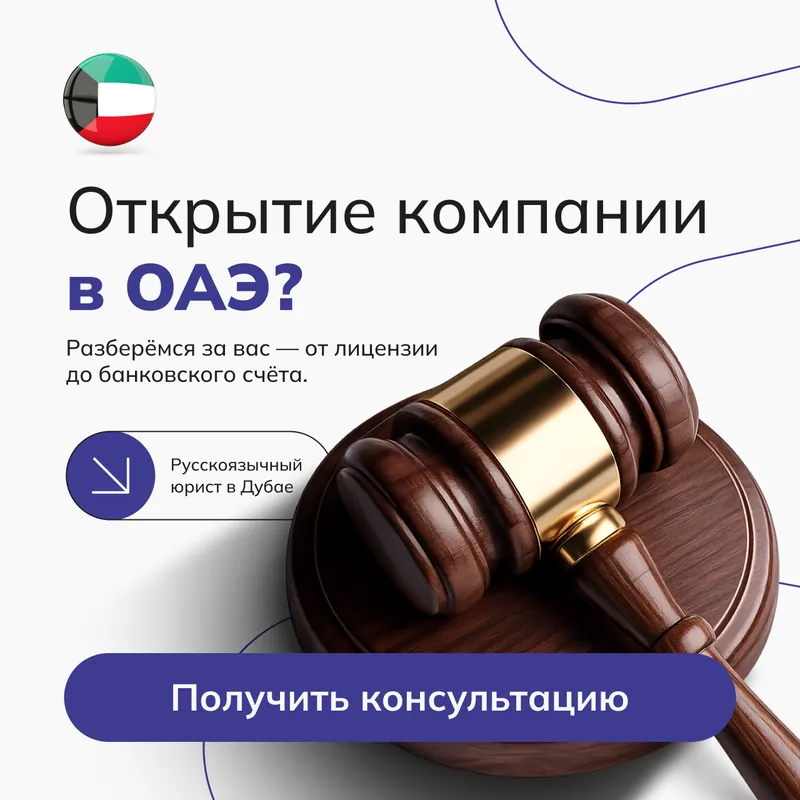 Открытие компании
в ОАЭ?
Разберёмся за вас — от лицензии
до банковского счёта.
Русскоязычный
юрист в Дубае
Получить консультацию